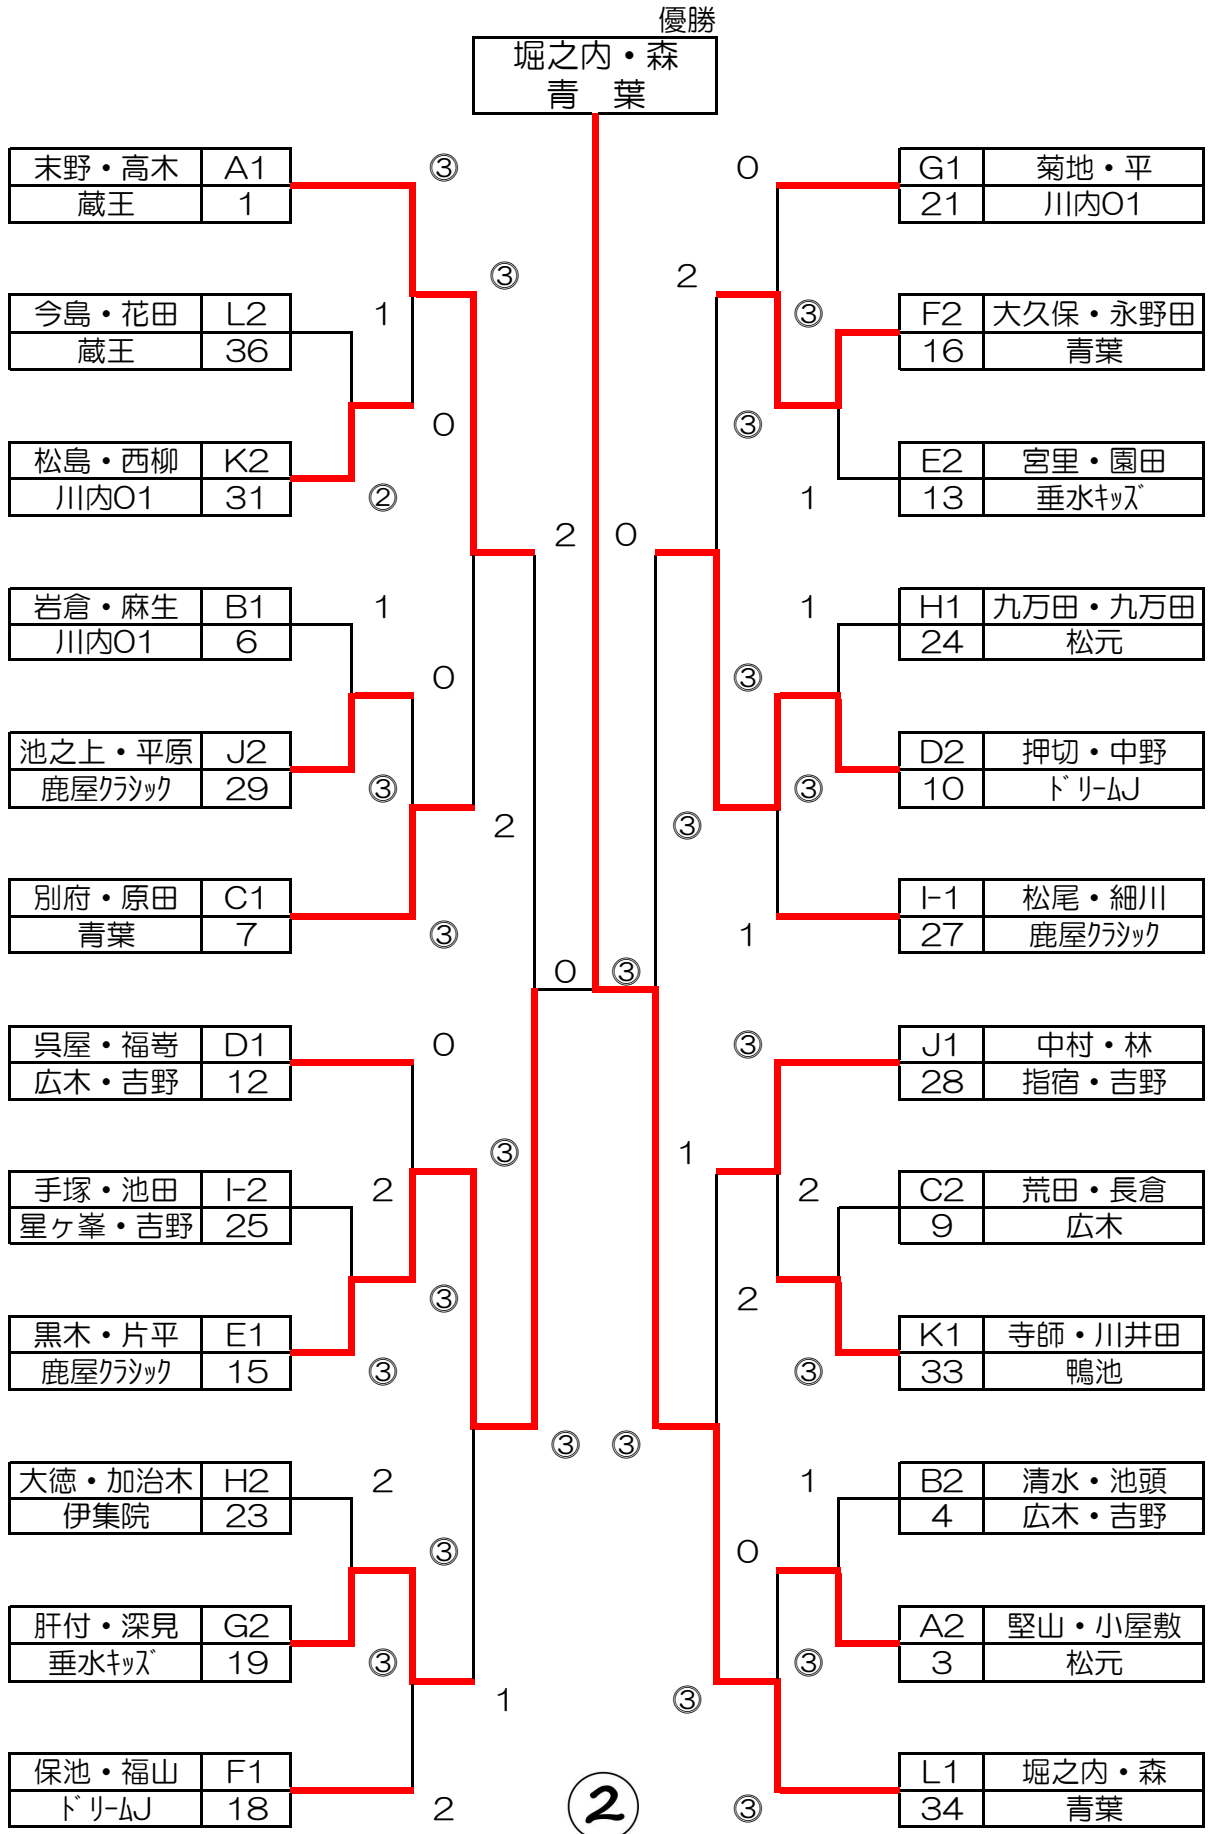 優勝
堀之内・森
青　葉
末野・高木 A1
蔵王 1
③
今島・花田 L2
蔵王 36
1
③
松島・西柳 K2
川内01 31
0
②
岩倉・麻生 B1
川内01 6
1
2
0
池之上・平原 J2
鹿屋クラシック 29
③
別府・原田 C1
青葉 7
2
③
0
呉屋・福嵜 D1
広木・吉野 12
0
手塚・池田 I-2
星ヶ峯・吉野 25
2
③
黒木・片平 E1
鹿屋クラシック 15
③
③
大徳・加治木 H2
伊集院 23
2
③
③
肝付・深見 G2
垂水キッズ 19
③
1
保池・福山 F1
ドリームJ 18
2
0
G1 菊地・平
21 川内01
2
③
F2 大久保・永野田
16 青葉
③
E2 宮里・園田
13 垂水キッズ
1
0
1
H1 九万田・九万田
24 松元
③
D2 押切・中野
10 ドリームJ
③
③
I-1 松尾・細川
27 鹿屋クラシック
1
③
③
J1 中村・林
28 指宿・吉野
1
2
C2 荒田・長倉
9 広木
2
K1 寺師・川井田
33 鴨池
③
③
1
B2 清水・池頭
4 広木・吉野
0
A2 堅山・小屋敷
3 松元
③
③
L1 堀之内・森
34 青葉
③
2